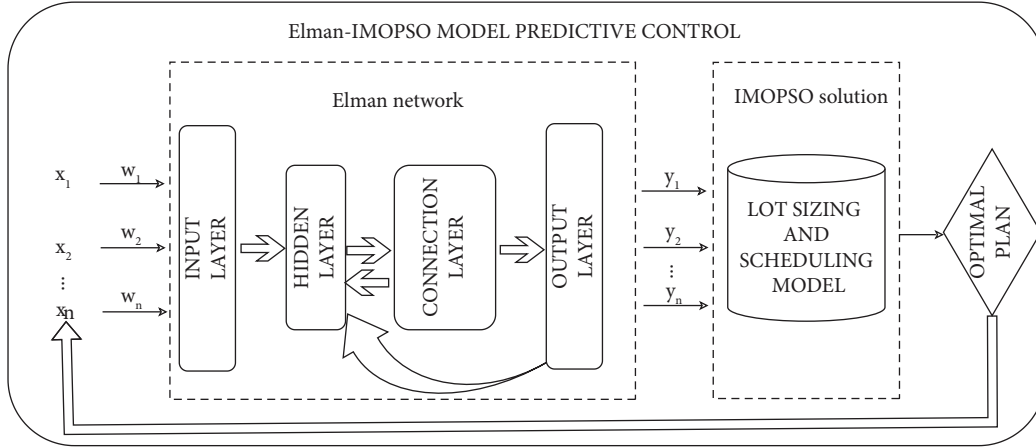 Elman-IMOPSO MODEL PREDICTIVE CONTROL
Elman network
IMOPSO solution
x1
w1
x2
w2
...
xn
wn
INPUT
LAYER
HIDDEN
LAYER
CONNECTION
LAYER
OUTPUT
LAYER
y1
y2
...
yn
LOT SIZING
AND
SCHEDULING
MODEL
OPTIMAL
PLAN